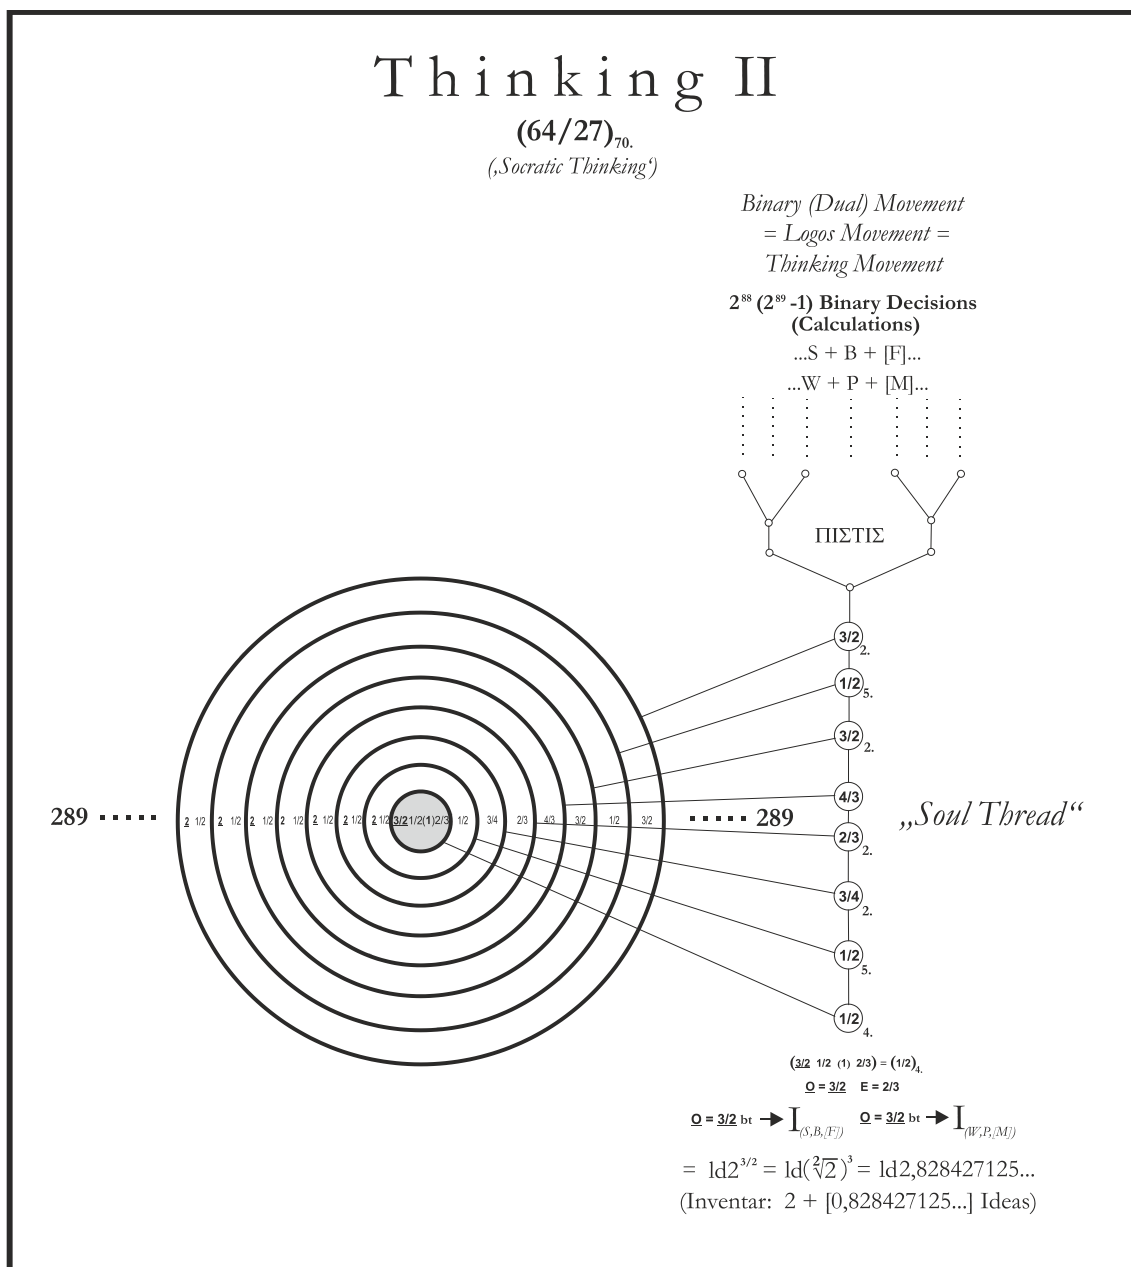 Thinking II
(64/27)70.
(‚Socratic Thinking‘)
Binary (Dual) Movement
= Logos Movement =
Thinking Movement
2⁸⁸ (2⁸⁹ -1) Binary Decisions
(Calculations)
...S + B + [F]...
...W + P + [M]...
ΠΙΣΤΙΣ
3/2 2.
1/2 5.
3/2 2.
4/3
289 ..... 2 1/2 2 1/2 2 1/2 2 1/2 2 1/2 2 1/2 2 1/2 3/2 1/2 (1) 2/3 1/2 3/4 2/3 4/3 3/2 1/2 3/2 ..... 289
„Soul Thread“
2/3 2.
3/4 2.
1/2 5.
1/2 4.
(3/2 1/2 (1) 2/3) = (1/2)4.
O = 3/2 E = 2/3
O = 3/2 bt → I(S,B,[F]) O = 3/2 bt → I(W,P,[M])
= ld2³/² = ld(²√2)³ = ld2,828427125...
(Inventar: 2 + [0,828427125...] Ideas)